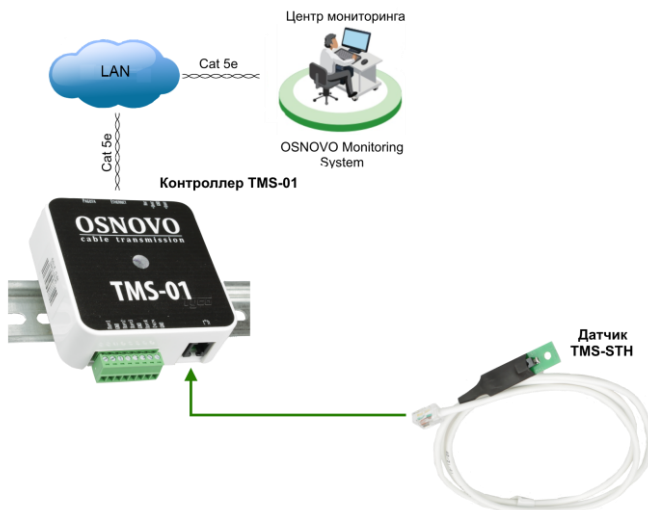 Центр мониторинга
LAN
Cat 5e
OSNOVO Monitoring
System
Cat 5e
Контроллер TMS-01
OSNOVO
cable transmission
TMS-01
Датчик
TMS-STH